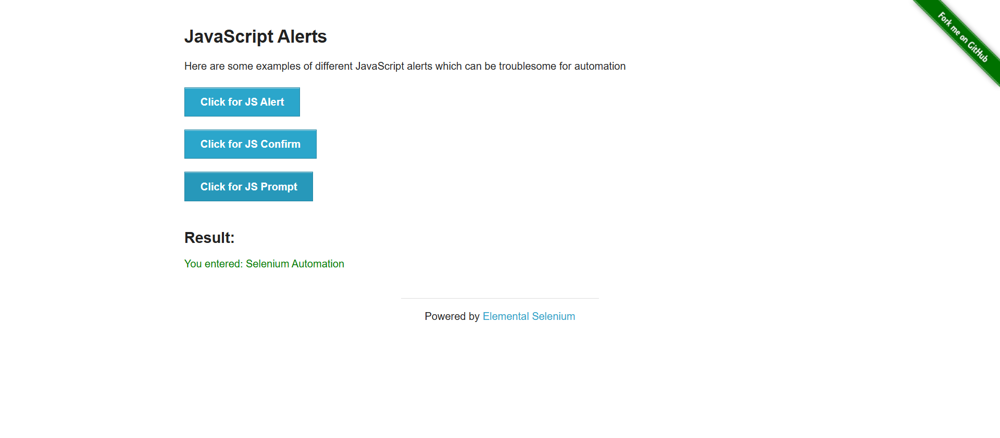 Fork me on GitHub
JavaScript Alerts
Here are some examples of different JavaScript alerts which can be troublesome for automation
Click for JS Alert
Click for JS Confirm
Click for JS Prompt
Result:
You entered: Selenium Automation
Powered by Elemental Selenium